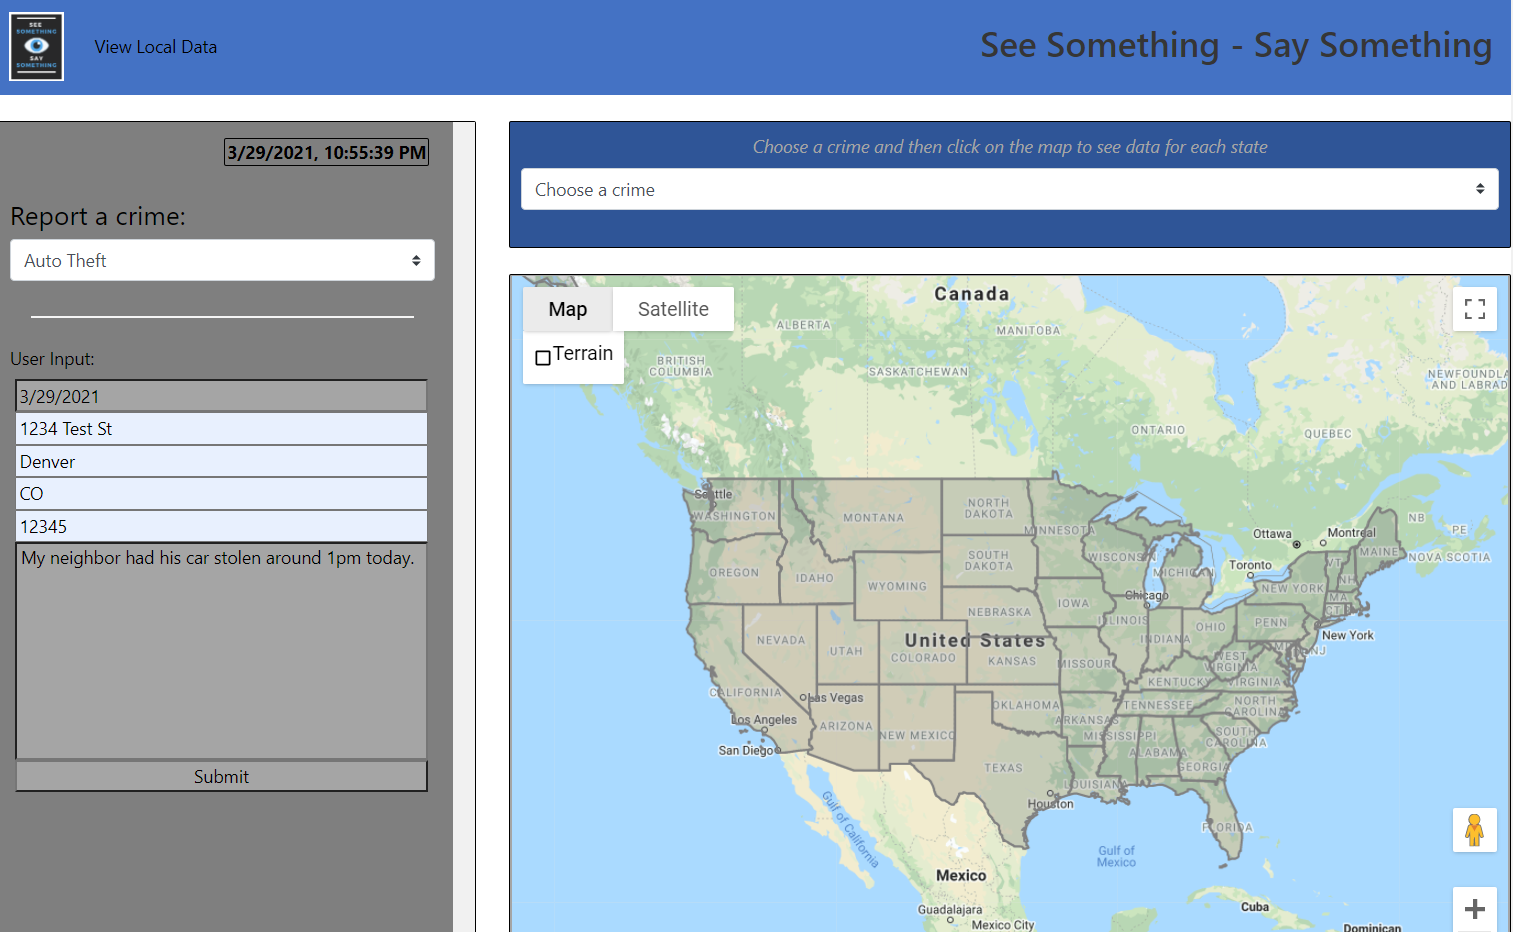 SEE
SOMETHING
SAY
SOMETHING
View Local Data
See Something - Say Something
3/29/2021, 10:55:39 PM
Report a crime:
Auto Theft
User Input:
3/29/2021
1234 Test St
Denver
CO
12345
My neighbor had his car stolen around 1pm today.
Submit
Choose a crime and then click on the map to see data for each state
Choose a crime
Map
Satellite
Terrain
Canada
ALBERTA
MANITOBA
BRITISH
COLUMBIA
SASKATCHEWAN
NEWFOUNDLA
AND LABRAD
ONTARIO
QUEBEC
Seattle
WASHINGTON
MONTANA
NORTH
DAKOTA
MINNESOTA
Ottawa
Montreal
NB
PE
MAINE
NOVA SCOTIA
OREGON
IDAHO
WYOMING
SOUTH
DAKOTA
WISCONSIN
MICHIGAN
Toronto
VT
NH
NEW YORK
MA
CT
RI
NEBRASKA
IOWA
Chicago
ILLINOIS
INDIANA
OHIO
PENN
New York
NEVADA
UTAH
United States
COLORADO
KANSAS
MISSOURI
WEST
VIRGINIA
MD
NJ
KENTUCKY
VIRGINIA
CALIFORNIA
Las Vegas
Los Angeles
ARIZONA
NEW MEXICO
OKLAHOMA
ARKANSAS
TENNESSEE
NORTH
CAROLINA
San Diego
MISSISSIPPI
ALABAMA
SOUTH
CAROLINA
GEORGIA
TEXAS
LOUISIANA
Houston
FLORIDA
Gulf of
California
Gulf of
Mexico
Mexico
Guadalajara
Mexico City
Cuba
Dominican